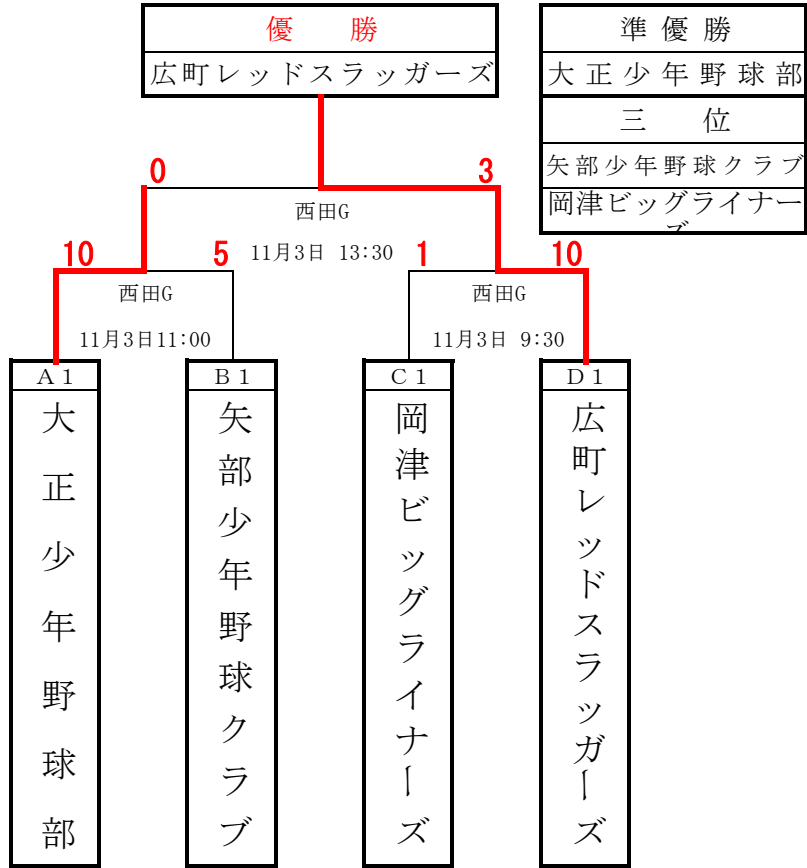 優　勝
広町レッドスラッガーズ
準優勝
大正少年野球部
三　位
矢部少年野球クラブ
岡津ビッグライナー
ズ
0
3
西田G
11月3日 13:30
10
5
1
10
西田G
11月3日11:00
西田G
11月3日 9:30
A1
B1
C1
D1
大正少年野球部
矢部少年野球クラブ
岡津ビッグライナーズ
広町レッドスラッガーズ